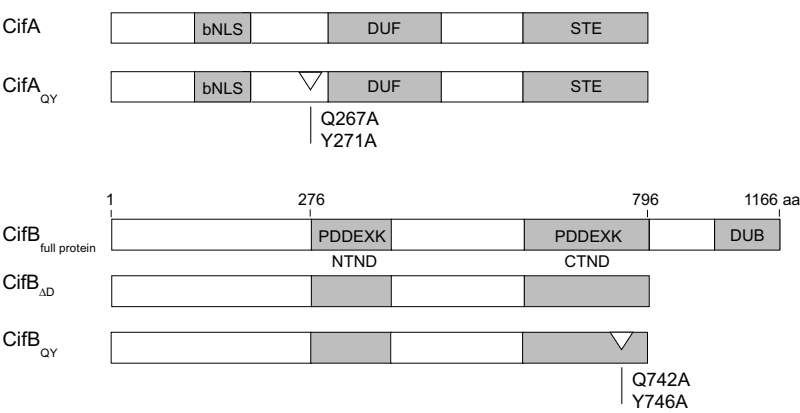 CifA bNLS DUF STE
CifA QY bNLS DUF STE
Q267A
Y271A
1 276 796 1166 aa
CifB full protein PDDEXK PDDEXK DUB
NTND CTND
CifB ΔD
CifB QY
Q742A
Y746A